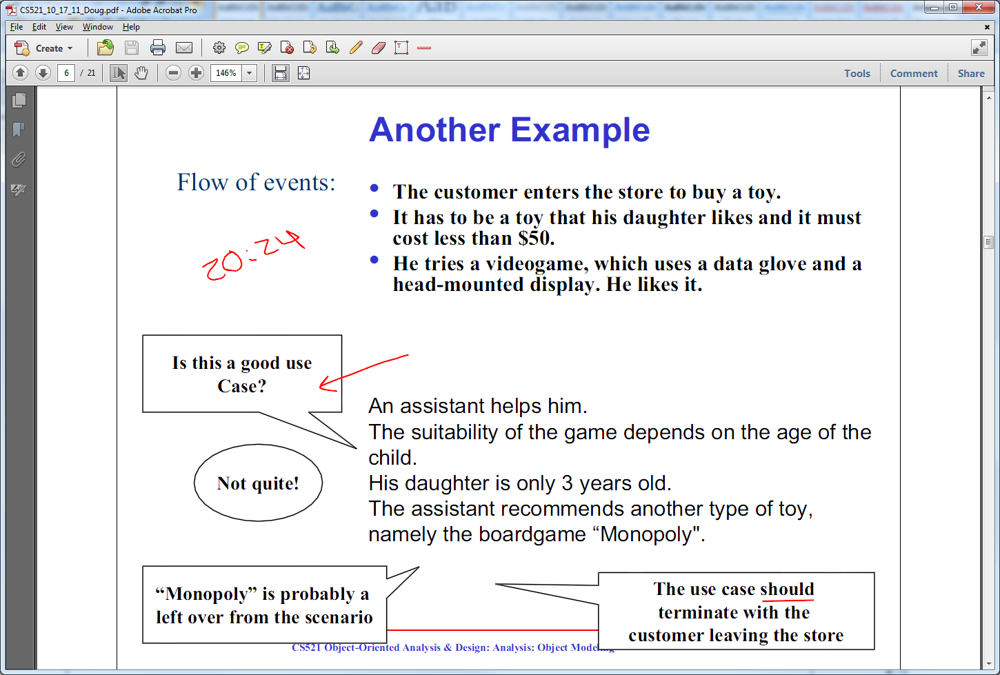 CS521_10_17_11_Doug.pdf - Adobe Acrobat Pro
File Edit View Window Help
Create
6 / 21 146% Tools Comment Share
Another Example
Flow of events:
• The customer enters the store to buy a toy.
• It has to be a toy that his daughter likes and it must
cost less than $50.
• He tries a videogame, which uses a data glove and a
head-mounted display. He likes it.
20:24
Is this a good use
Case?
An assistant helps him.
The suitability of the game depends on the age of the
child.
His daughter is only 3 years old.
The assistant recommends another type of toy,
namely the boardgame “Monopoly".
Not quite!
“Monopoly” is probably a
left over from the scenario
The use case should
terminate with the
customer leaving the store
CS521 Object-Oriented Analysis & Design: Analysis: Object Modeling